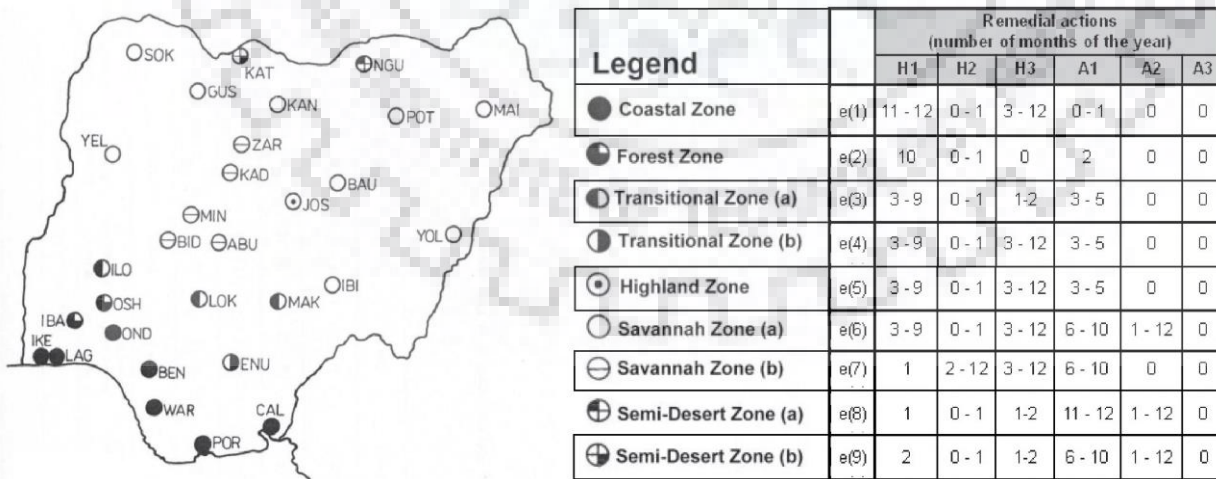 SOK
KAT
NGU
GUS
KAN
POT
MAI
YEL
ZAR
KAD
BAU
JOS
MIN
YOL
BID
ABU
ILO
IBI
OSH
LOK
MAK
IBA
OND
IKE
LAG
BEN
ENU
WAR
CAL
POR
Legend
Remedial actions
(number of months of the year)
H1 H2 H3 A1 A2 A3
Coastal Zone e(1) 11 - 12 0 - 1 3 - 12 0 - 1 0 0
Forest Zone e(2) 10 0 - 1 0 2 0 0
Transitional Zone (a) e(3) 3 - 9 0 - 1 1-2 3 - 5 0 0
Transitional Zone (b) e(4) 3 - 9 0 - 1 3 - 12 3 - 5 0 0
Highland Zone e(5) 3 - 9 0 - 1 3 - 12 3 - 5 0 0
Savannah Zone (a) e(6) 3 - 9 0 - 1 3 - 12 6 - 10 1 - 12 0
Savannah Zone (b) e(7) 1 2 - 12 3 - 12 6 - 10 0 0
Semi-Desert Zone (a) e(8) 1 0 - 1 1-2 11 - 12 1 - 12 0
Semi-Desert Zone (b) e(9) 2 0 - 1 1-2 6 - 10 1 - 12 0